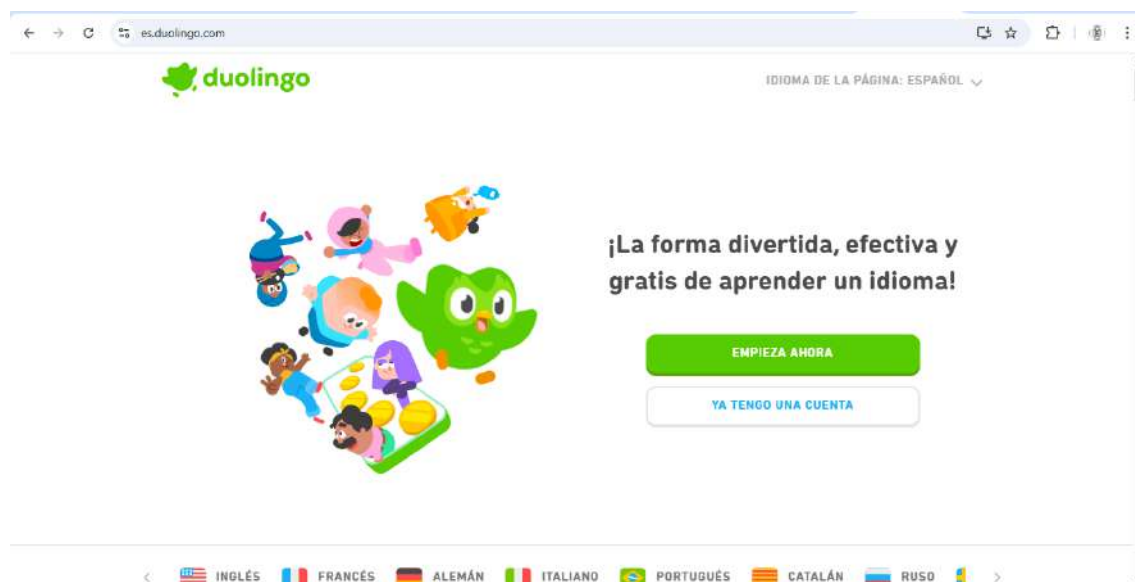 es.duolingo.com
duolingo
IDIOMA DE LA PÁGINA: ESPAÑOL
¡La forma divertida, efectiva y
gratis de aprender un idioma!
EMPIEZA AHORA
YA TENGO UNA CUENTA
INGLÉS FRANCÉS ALEMÁN ITALIANO PORTUGUÉS CATALÁN RUSO